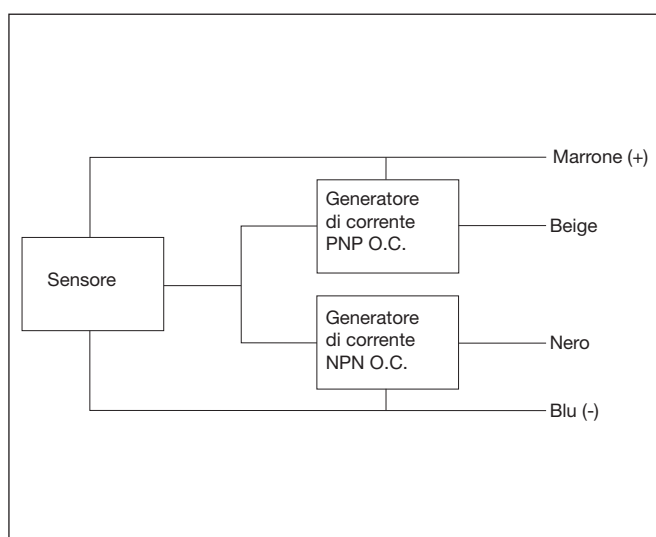 Marrone (+)
Generatore
di corrente
PNP O.C.
Beige
Sensore
Generatore
di corrente
NPN O.C.
Nero
Blu (-)